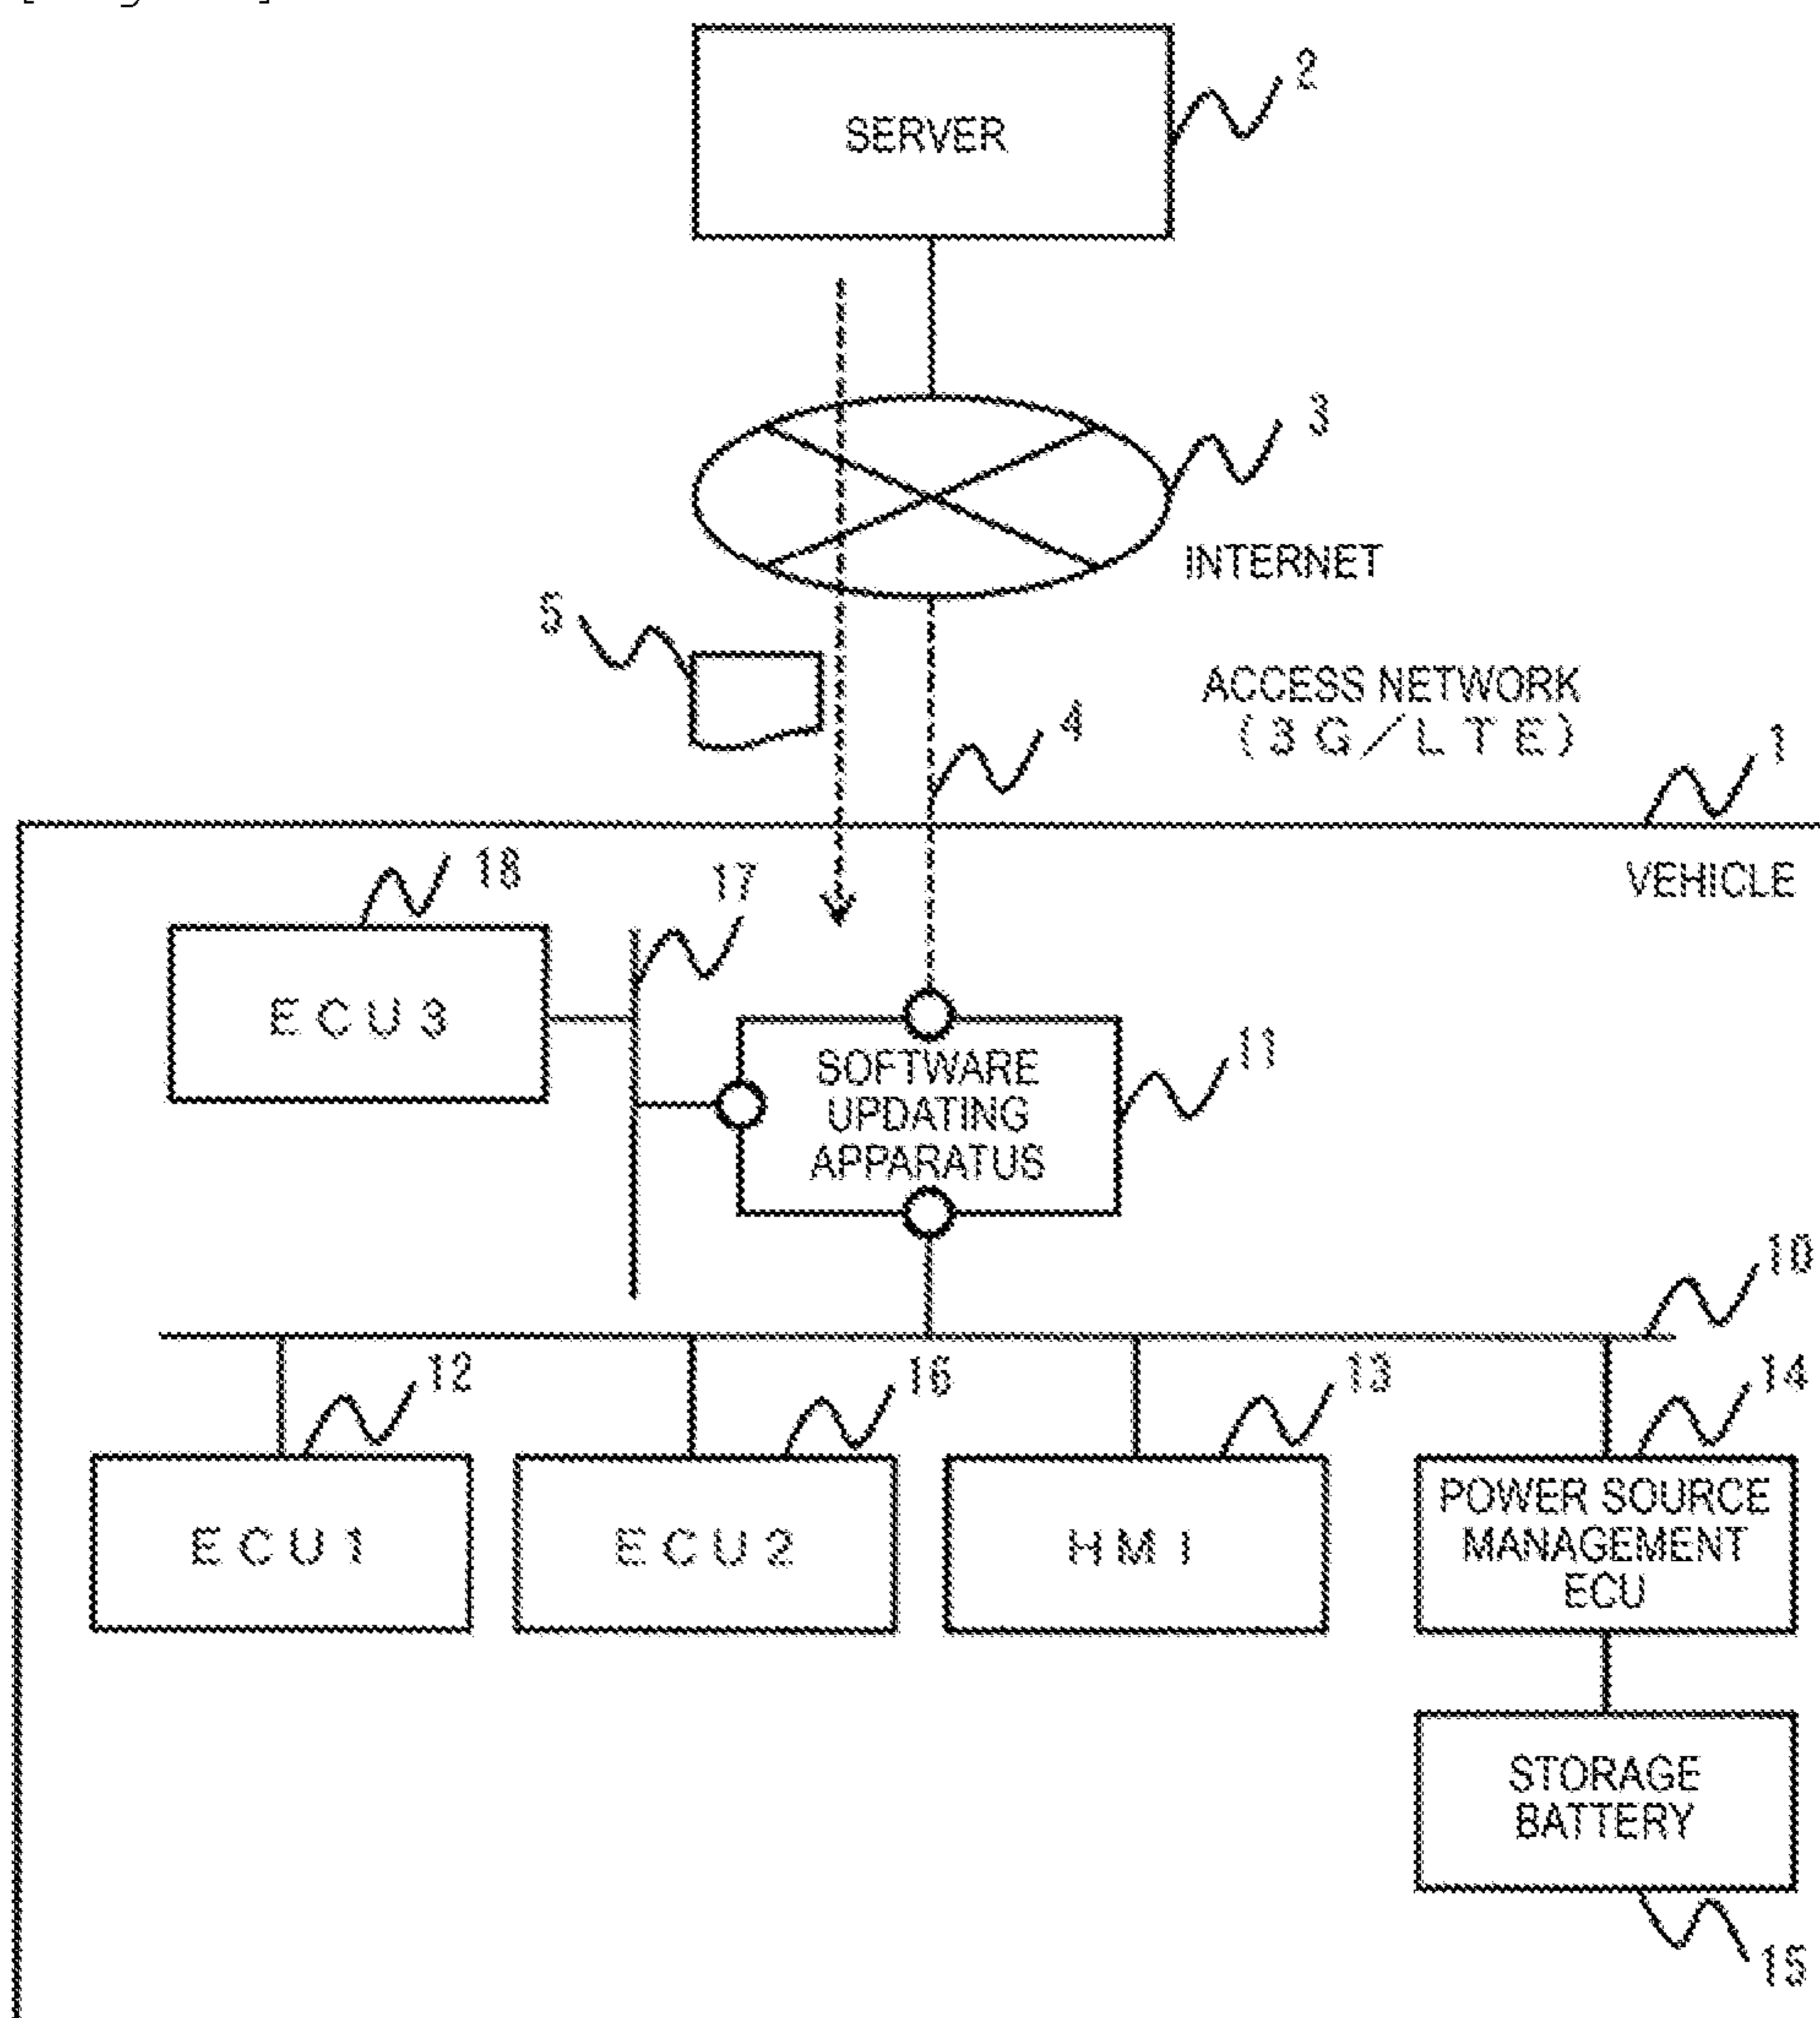 2
SERVER
3
INTERNET
5
ACCESS NETWORK
(3G/LTE)
4
1
VEHICLE
18
17
ECU3
SOFTWARE
UPDATING
APPARATUS
11
10
12
16
13
14
ECU1
ECU2
HMI
POWER SOURCE
MANAGEMENT
ECU
STORAGE
BATTERY
15